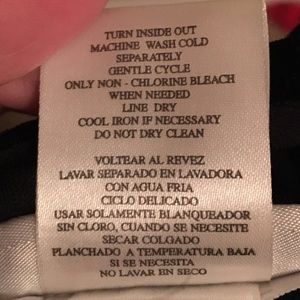 TURN INSIDE OUT
MACHINE WASH COLD
SEPARATELY
GENTLE CYCLE
ONLY NON - CHLORINE BLEACH
WHEN NEEDED
LINE DRY
COOL IRON IF NECESSARY
DO NOT DRY CLEAN
VOLTEAR AL REVEZ
LAVAR SEPARADO EN LAVADORA
CON AGUA FRIA
CICLO DELICADO
USAR SOLAMENTE BLANQUEADOR
SIN CLORO, CUANDO SE NECESITE
SECAR COLGADO
PLANCHADO A TEMPERATURA BAJA
SI SE NECESITA
NO LAVAR EN SECO